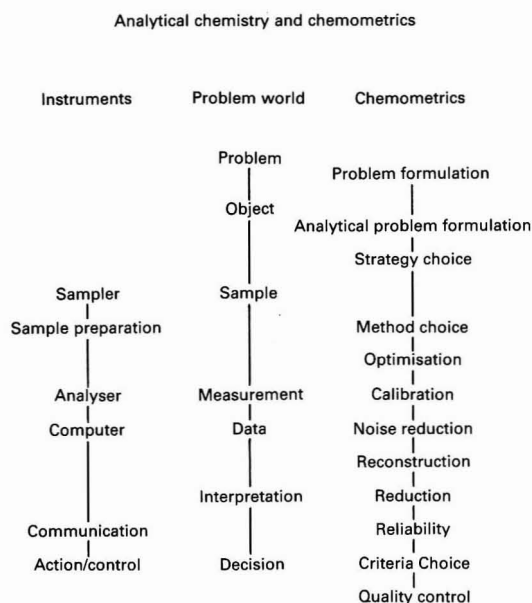 Analytical chemistry and chemometrics
Instruments Problem world Chemometrics
Problem
Problem formulation
Object
Analytical problem formulation
Strategy choice
Sampler Sample
Sample preparation Method choice
Optimisation
Analyser Measurement Calibration
Computer Data Noise reduction
Reconstruction
Interpretation Reduction
Communication Reliability
Action/control Decision Criteria Choice
Quality control